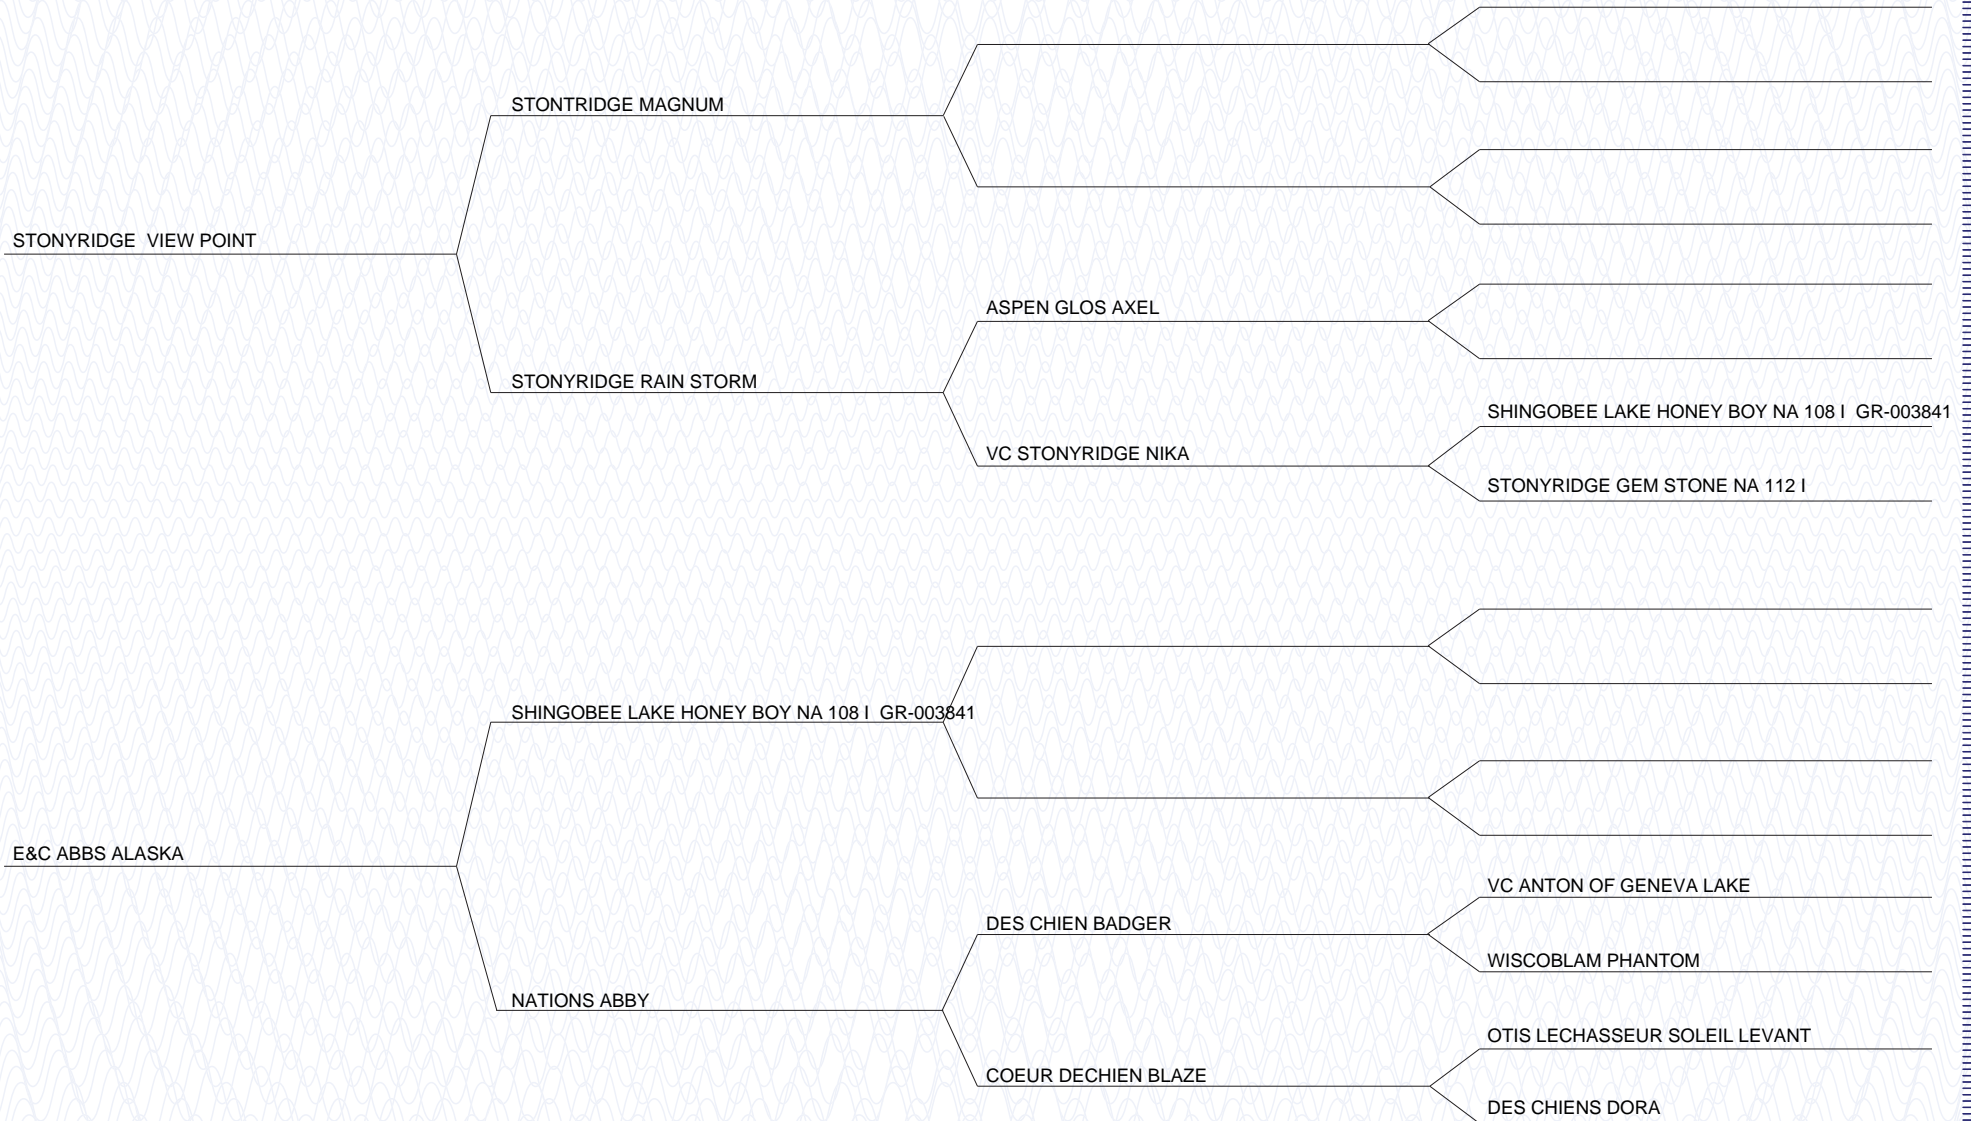 STONTRIDGE MAGNUM
STONYRIDGE  VIEW POINT
ASPEN GLOS AXEL
STONYRIDGE RAIN STORM
SHINGOBEE LAKE HONEY BOY NA 108 I  GR-003841
VC STONYRIDGE NIKA
STONYRIDGE GEM STONE NA 112 I
SHINGOBEE LAKE HONEY BOY NA 108 I  GR-003841
E&C ABBS ALASKA
VC ANTON OF GENEVA LAKE
DES CHIEN BADGER
WISCOBLAM PHANTOM
NATIONS ABBY
OTIS LECHASSEUR SOLEIL LEVANT
COEUR DECHIEN BLAZE
DES CHIENS DORA